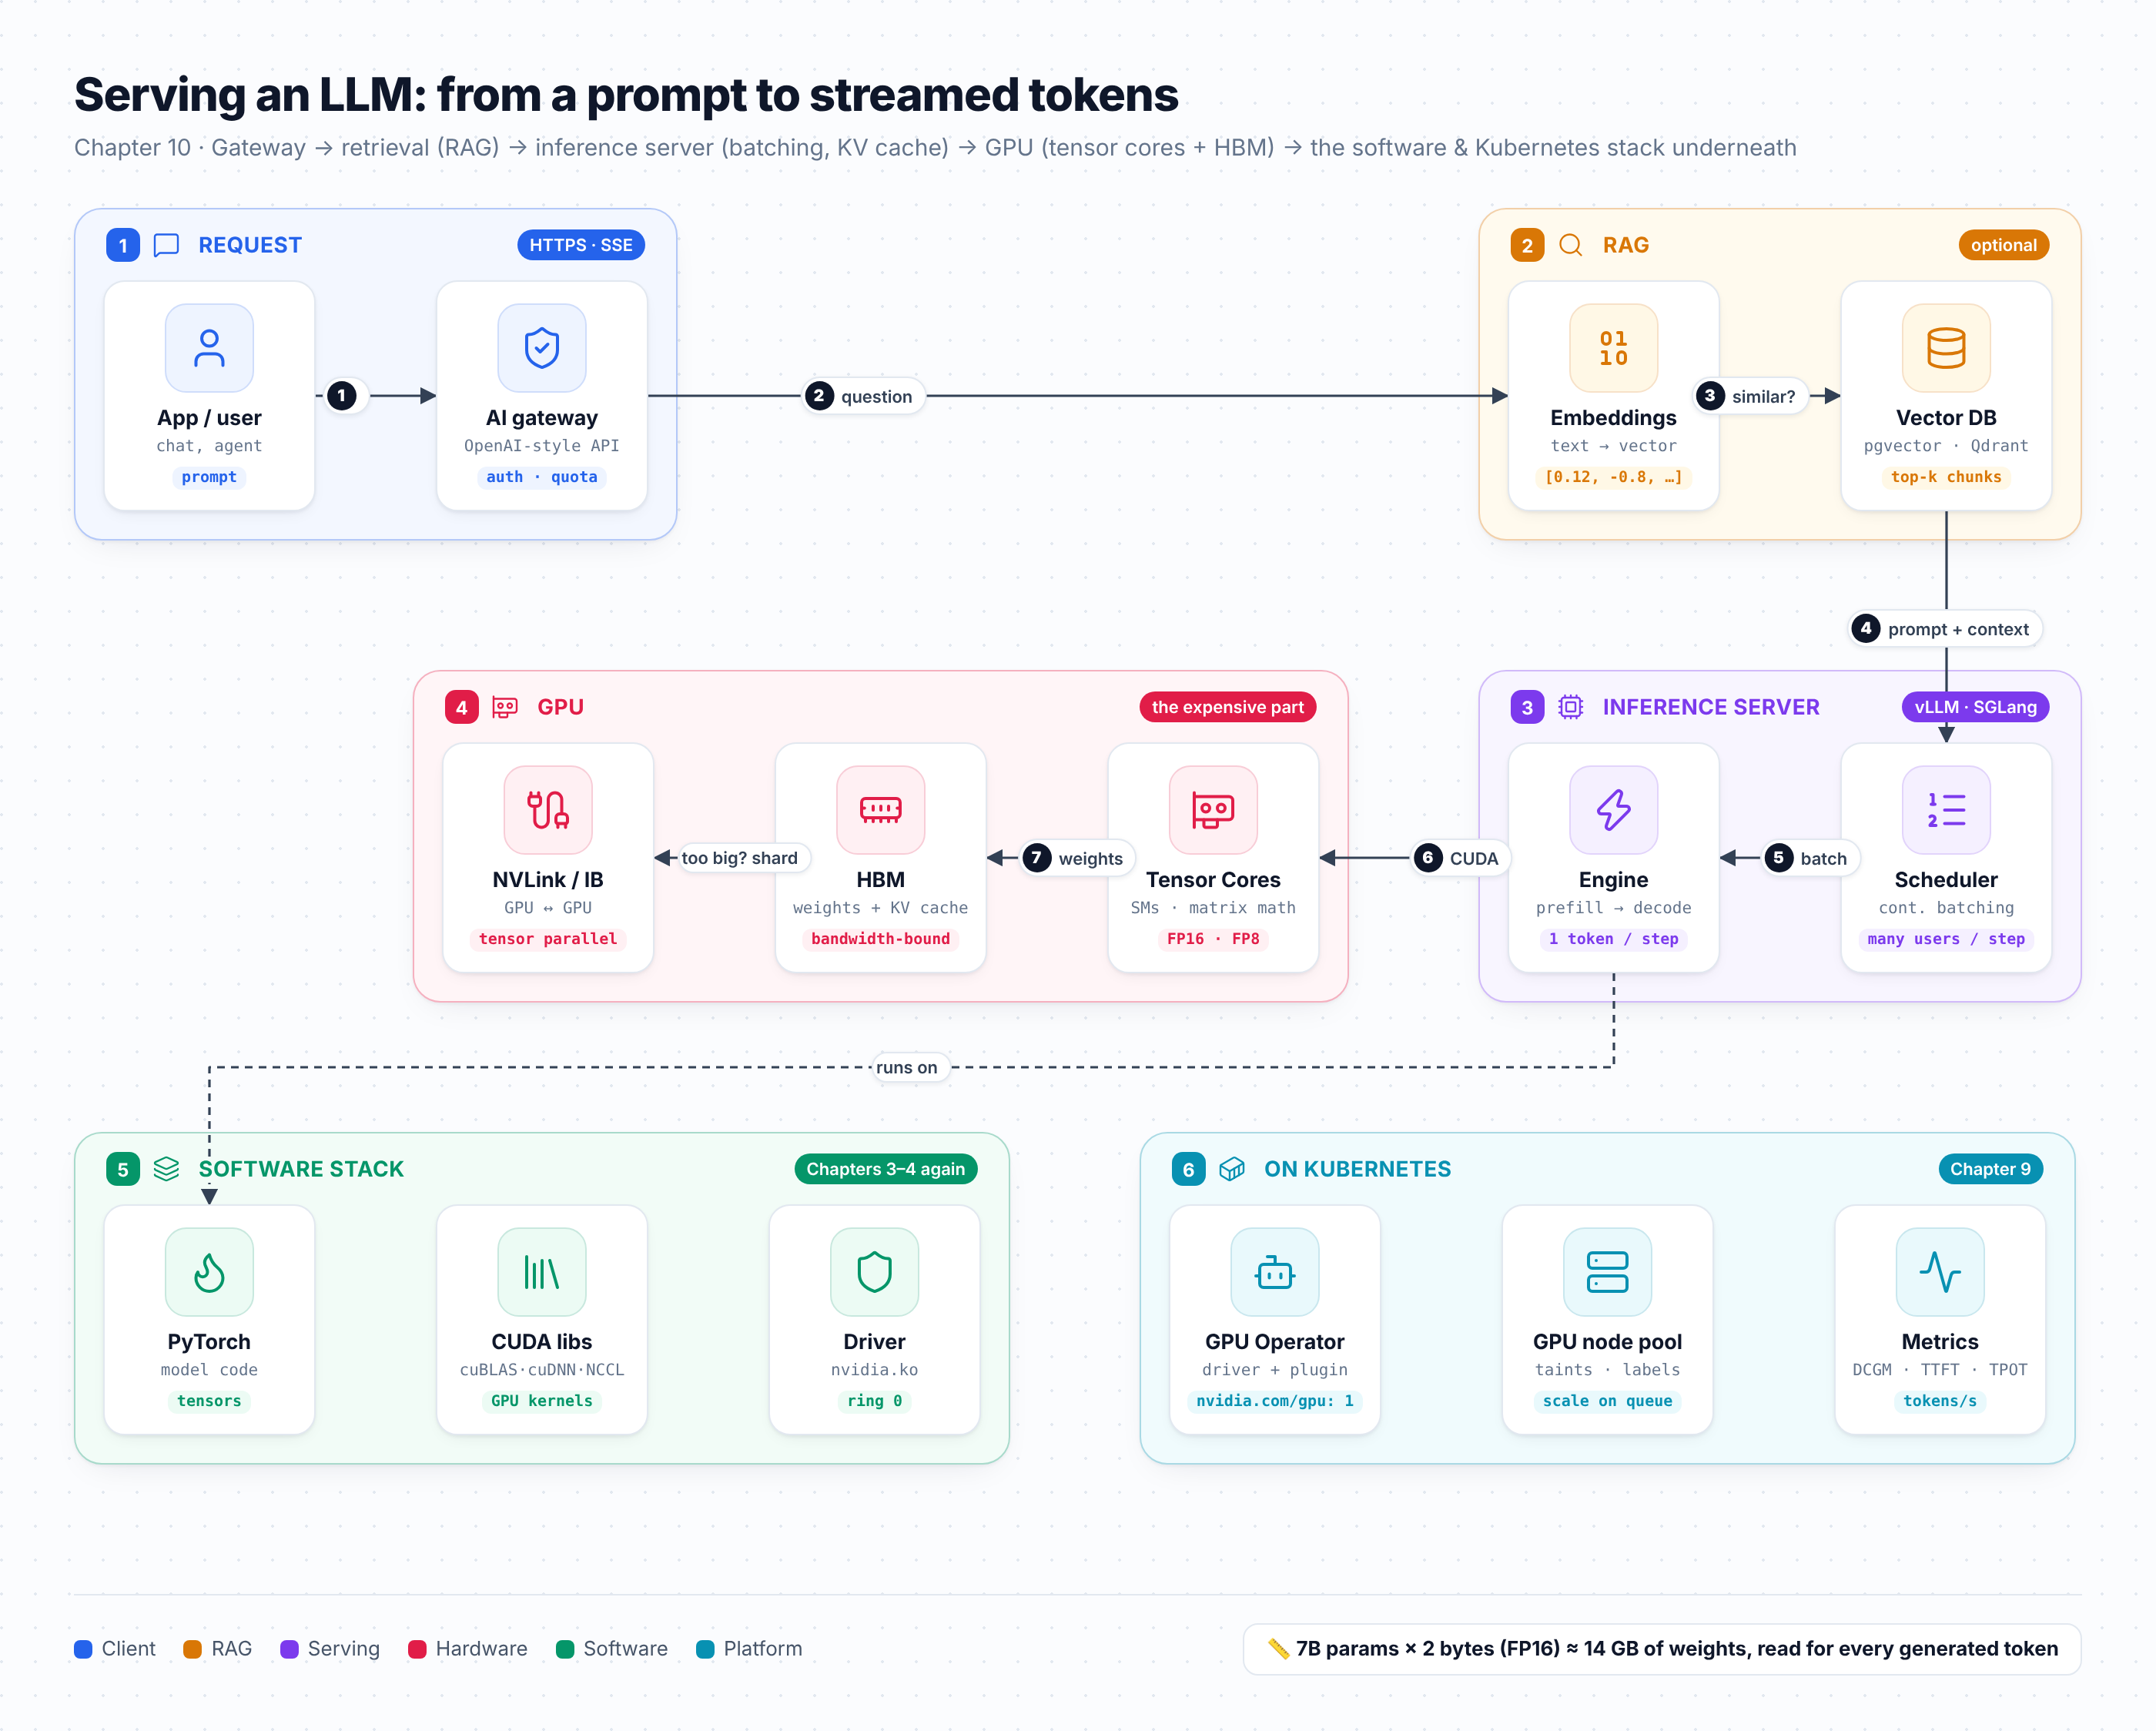 Serving an LLM: from a prompt to streamed tokens
Chapter 10 · Gateway → retrieval (RAG) → inference server (batching, KV cache) → GPU (tensor cores + HBM) → the software & Kubernetes stack underneath
1 REQUEST HTTPS · SSE
App / user
chat, agent
prompt
1
AI gateway
OpenAI-style API
auth · quota
2 question
2 RAG optional
0110
Embeddings
text → vector
[0.12, -0.8, …]
3 similar?
Vector DB
pgvector · Qdrant
top-k chunks
4 prompt + context
4 GPU the expensive part
NVLink / IB
GPU ↔ GPU
tensor parallel
too big? shard
HBM
weights + KV cache
bandwidth-bound
7 weights
Tensor Cores
SMs · matrix math
FP16 · FP8
6 CUDA
3 INFERENCE SERVER vLLM · SGLang
Engine
prefill → decode
1 token / step
5 batch
1
2
Scheduler
cont. batching
many users / step
runs on
5 SOFTWARE STACK Chapters 3–4 again
PyTorch
model code
tensors
CUDA libs
cuBLAS·cuDNN·NCCL
GPU kernels
Driver
nvidia.ko
ring 0
6 ON KUBERNETES Chapter 9
GPU Operator
driver + plugin
nvidia.com/gpu: 1
GPU node pool
taints · labels
scale on queue
Metrics
DCGM · TTFT · TPOT
tokens/s
Client RAG Serving Hardware Software Platform
📏 7B params × 2 bytes (FP16) ≈ 14 GB of weights, read for every generated token